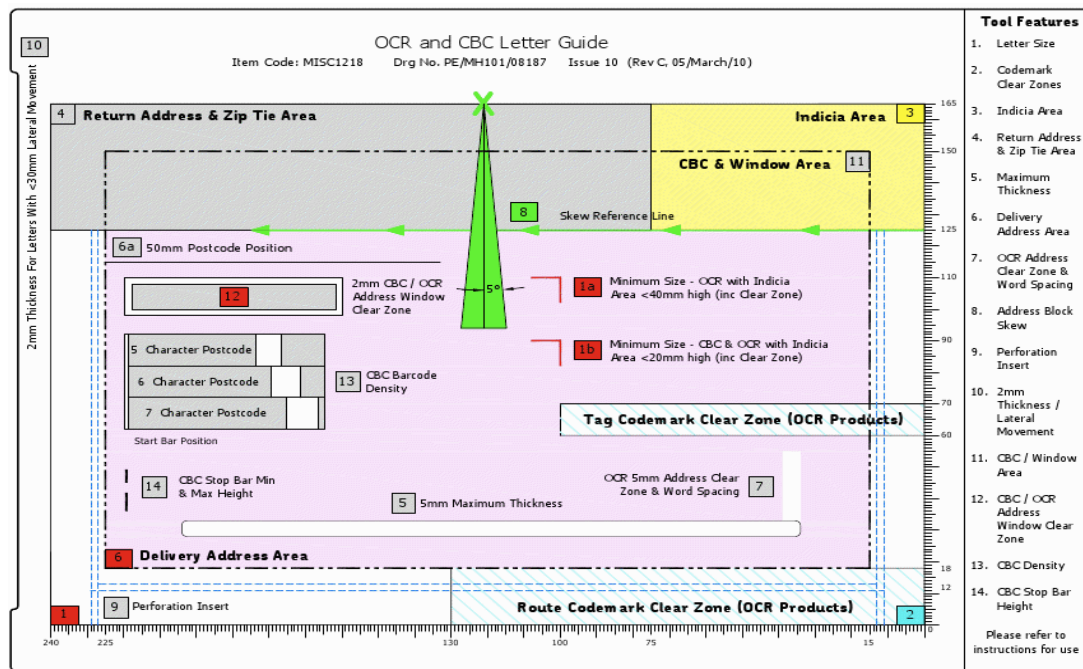 OCR and CBC Letter Guide
Item Code: MISC1218 Drg No. PE/MH101/08187 Issue 10 (Rev C, 05/March/10)
10
2mm Thickness For Letters With <30mm Lateral Movement
4 Return Address & Zip Tie Area
Indicia Area 3
CBC & Window Area 11
8 Skew Reference Line
6a 50mm Postcode Position
12
2mm CBC / OCR
Address Window
Clear Zone
5°
1a Minimum Size - OCR with Indicia
Area <40mm high (inc Clear Zone)
1b Minimum Size - CBC & OCR with Indicia
Area <20mm high (inc Clear Zone)
5 Character Postcode
6 Character Postcode
7 Character Postcode
13 CBC Barcode
Density
Start Bar Position
Tag Codemark Clear Zone (OCR Products)
14 CBC Stop Bar Min
& Max Height
OCR 5mm Address Clear
Zone & Word Spacing 7
5 5mm Maximum Thickness
6 Delivery Address Area
9 Perforation Insert
Route Codemark Clear Zone (OCR Products)
1
2
240 225 130 100 75 15 0
165
150
125
110
90
70
60
18
12
Tool Features
1. Letter Size
2. Codemark
Clear Zones
3. Indicia Area
4. Return Address
& Zip Tie Area
5. Maximum
Thickness
6. Delivery
Address Area
7. OCR Address
Clear Zone &
Word Spacing
8. Address Block
Skew
9. Perforation
Insert
10. 2mm
Thickness /
Lateral
Movement
11. CBC / Window
Area
12. CBC / OCR
Address
Window Clear
Zone
13. CBC Density
14. CBC Stop Bar
Height
Please refer to
instructions for use